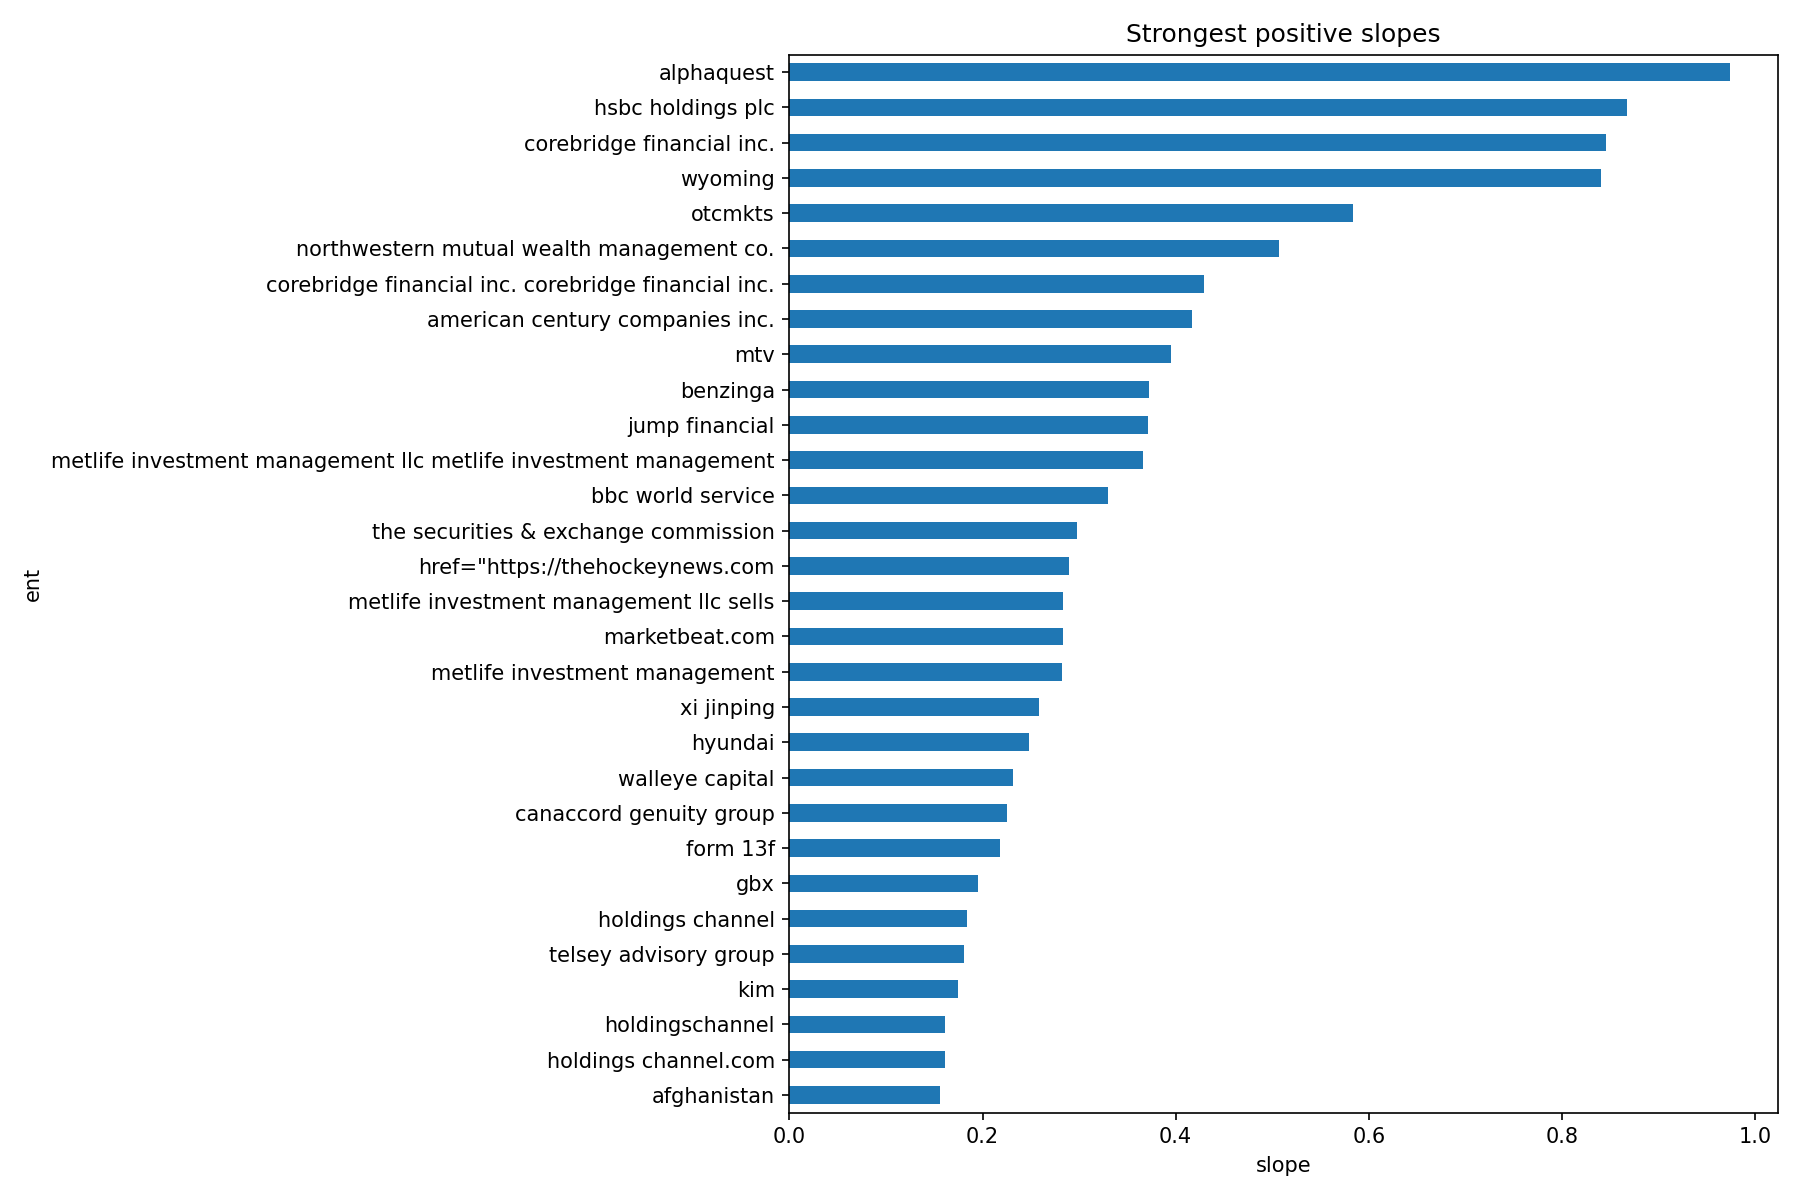 Strongest positive slopes
alphaquest
hsbc holdings plc
corebridge financial inc.
wyoming
otcmkts
northwestern mutual wealth management co.
corebridge financial inc. corebridge financial inc.
american century companies inc.
mtv
benzinga
jump financial
metlife investment management llc metlife investment management
bbc world service
the securities & exchange commission
href="https://thehockeynews.com
metlife investment management llc sells
marketbeat.com
metlife investment management
xi jinping
hyundai
walleye capital
canaccord genuity group
form 13f
gbx
holdings channel
telsey advisory group
kim
holdingschannel
holdings channel.com
afghanistan
ent
0.0 0.2 0.4 0.6 0.8 1.0
slope